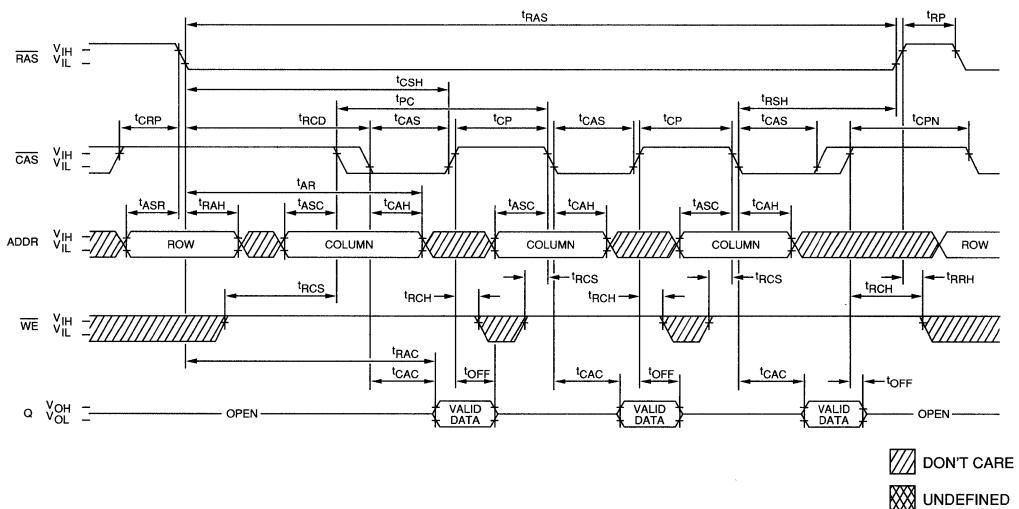 tRAS tRP
RAS VIH
VIL
tCSH
tPC tRSH
tCRP tRCD tCAS tCP tCAS tCP tCAS tCPN
CAS VIH
VIL
tAR
tASR tRAH tASC tCAH tASC tCAH tASC tCAH
ADDR VIH
VIL
ROW COLUMN COLUMN COLUMN ROW
tRCS tRCH tRCS tRCH tRCS tRCH tRRH
WE VIH
VIL
tRAC
tCAC tOFF tCAC tOFF tCAC tOFF
Q VOH
VOL
OPEN VALID DATA VALID DATA VALID DATA OPEN
DON'T CARE
UNDEFINED